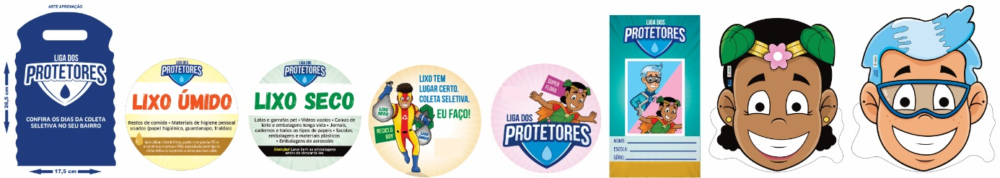 ARTE APROVAÇÃO
LIGA DOS
PROTETORES
CONFIRA OS DIAS DA COLETA
SELETIVA NO SEU BAIRRO
26,5 cm
17,5 cm
LIGA DOS
PROTETORES
LIXO ÚMIDO
Restos de comida • Materiais de higiene pessoal
usados (papel higiênico, guardanapo, fraldas)
LIGA DOS
PROTETORES
LIXO SECO
Latas e garrafas pet • Vidros vazios • Caixas de
leite e embalagens longa vida • Jornais,
cadernos e todos os tipos de papeis • Sacolas,
embalagens e materiais plásticos
• Embalagens de aerossóis
Atenção! Lave bem as embalagens
antes de descartá-las.
LIXO TEM
LUGAR CERTO.
COLETA SELETIVA.
EU FAÇO!
LIXO
SECO
RECICLO
BOY
LIXO
ÚMIDO
SUPER
FLORA
LIGA DOS
PROTETORES
LIGA DOS
PROTETORES
NOME:
ESCOLA:
SÉRIE: